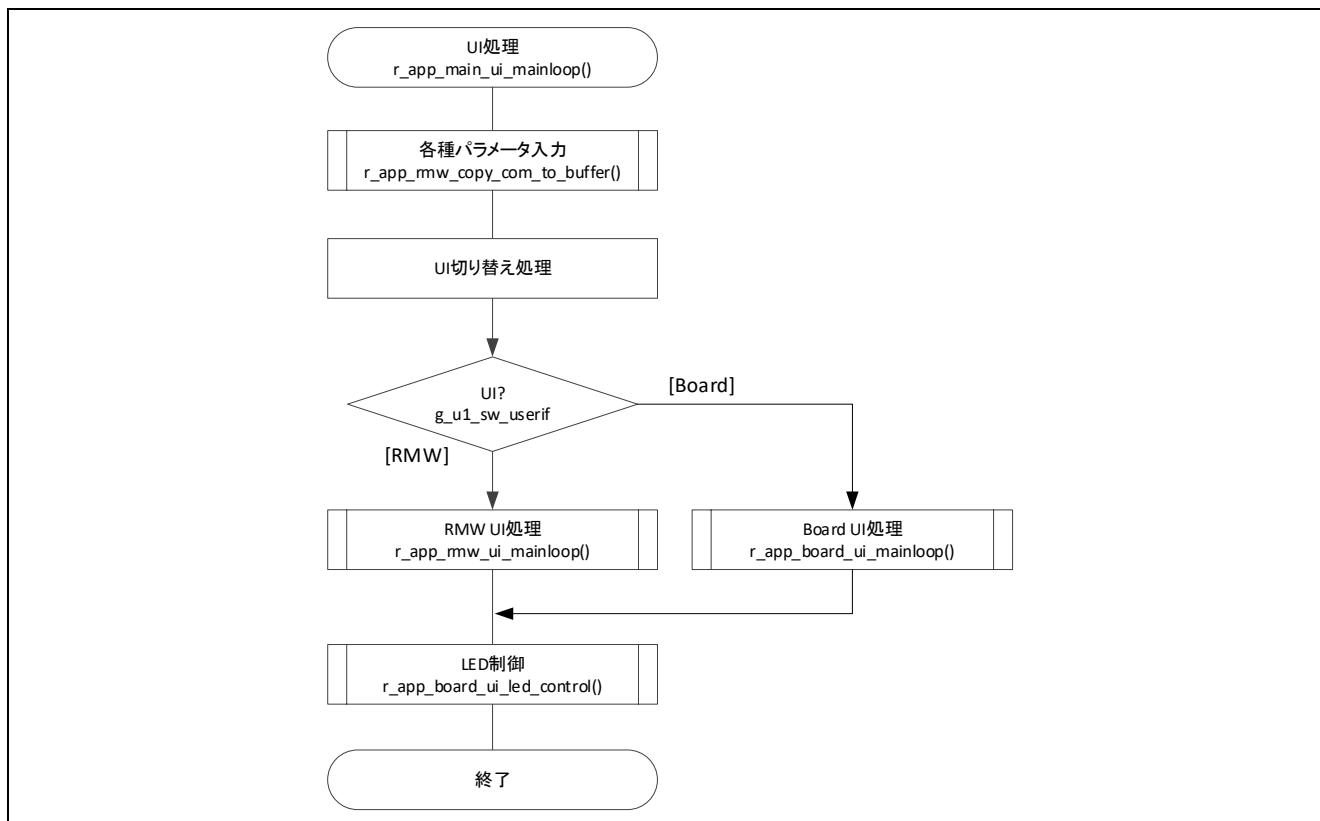 UI処理
r_app_main_ui_mainloop()
各種パラメータ入力
r_app_rmw_copy_com_to_buffer()
UI切り替え処理
UI?
g_u1_sw_userif
[Board]
[RMW]
RMW UI処理
r_app_rmw_ui_mainloop()
Board UI処理
r_app_board_ui_mainloop()
LED制御
r_app_board_ui_led_control()
終了